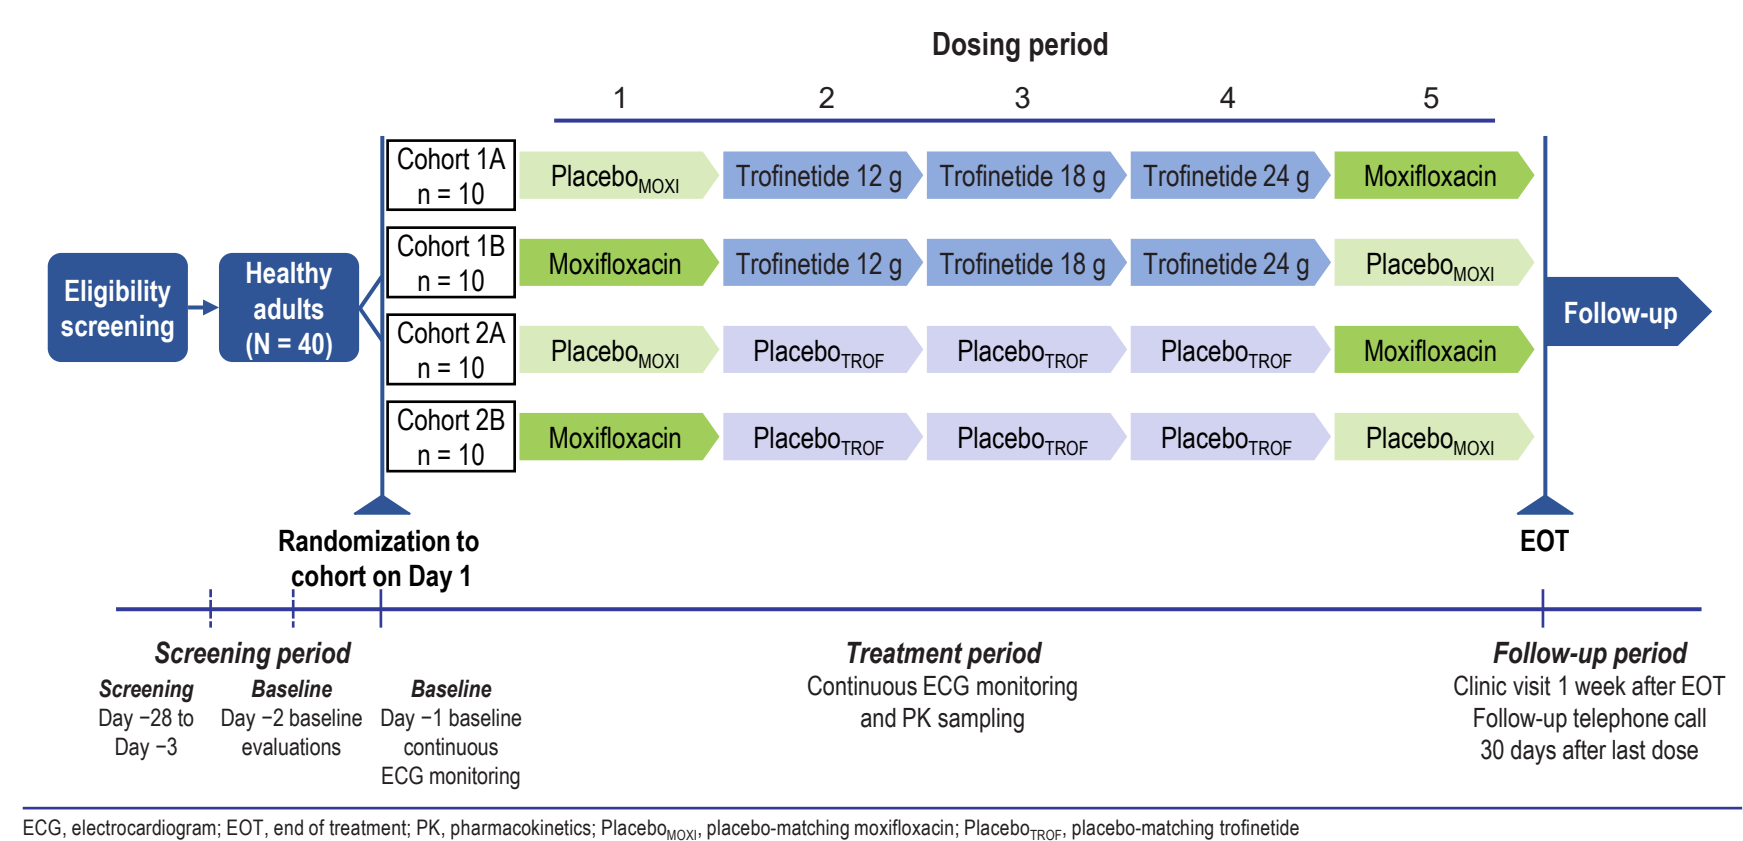 Dosing period
1 2 3 4 5
Cohort 1A
n = 10
PlaceboMOXI
Trofinetide 12 g
Trofinetide 18 g
Trofinetide 24 g
Moxifloxacin
Cohort 1B
n = 10
Moxifloxacin
Trofinetide 12 g
Trofinetide 18 g
Trofinetide 24 g
PlaceboMOXI
Eligibility
screening
Healthy
adults
(N = 40)
Cohort 2A
n = 10
PlaceboMOXI
PlaceboTROF
PlaceboTROF
PlaceboTROF
Moxifloxacin
Cohort 2B
n = 10
Moxifloxacin
PlaceboTROF
PlaceboTROF
PlaceboTROF
PlaceboMOXI
Follow-up
Randomization to
cohort on Day 1
EOT
Screening period
Screening
Day −28 to
Day −3
Baseline
Day −2 baseline
evaluations
Baseline
Day −1 baseline
continuous
ECG monitoring
Treatment period
Continuous ECG monitoring
and PK sampling
Follow-up period
Clinic visit 1 week after EOT
Follow-up telephone call
30 days after last dose
ECG, electrocardiogram; EOT, end of treatment; PK, pharmacokinetics; PlaceboMOXI, placebo-matching moxifloxacin; PlaceboTROF, placebo-matching trofinetide